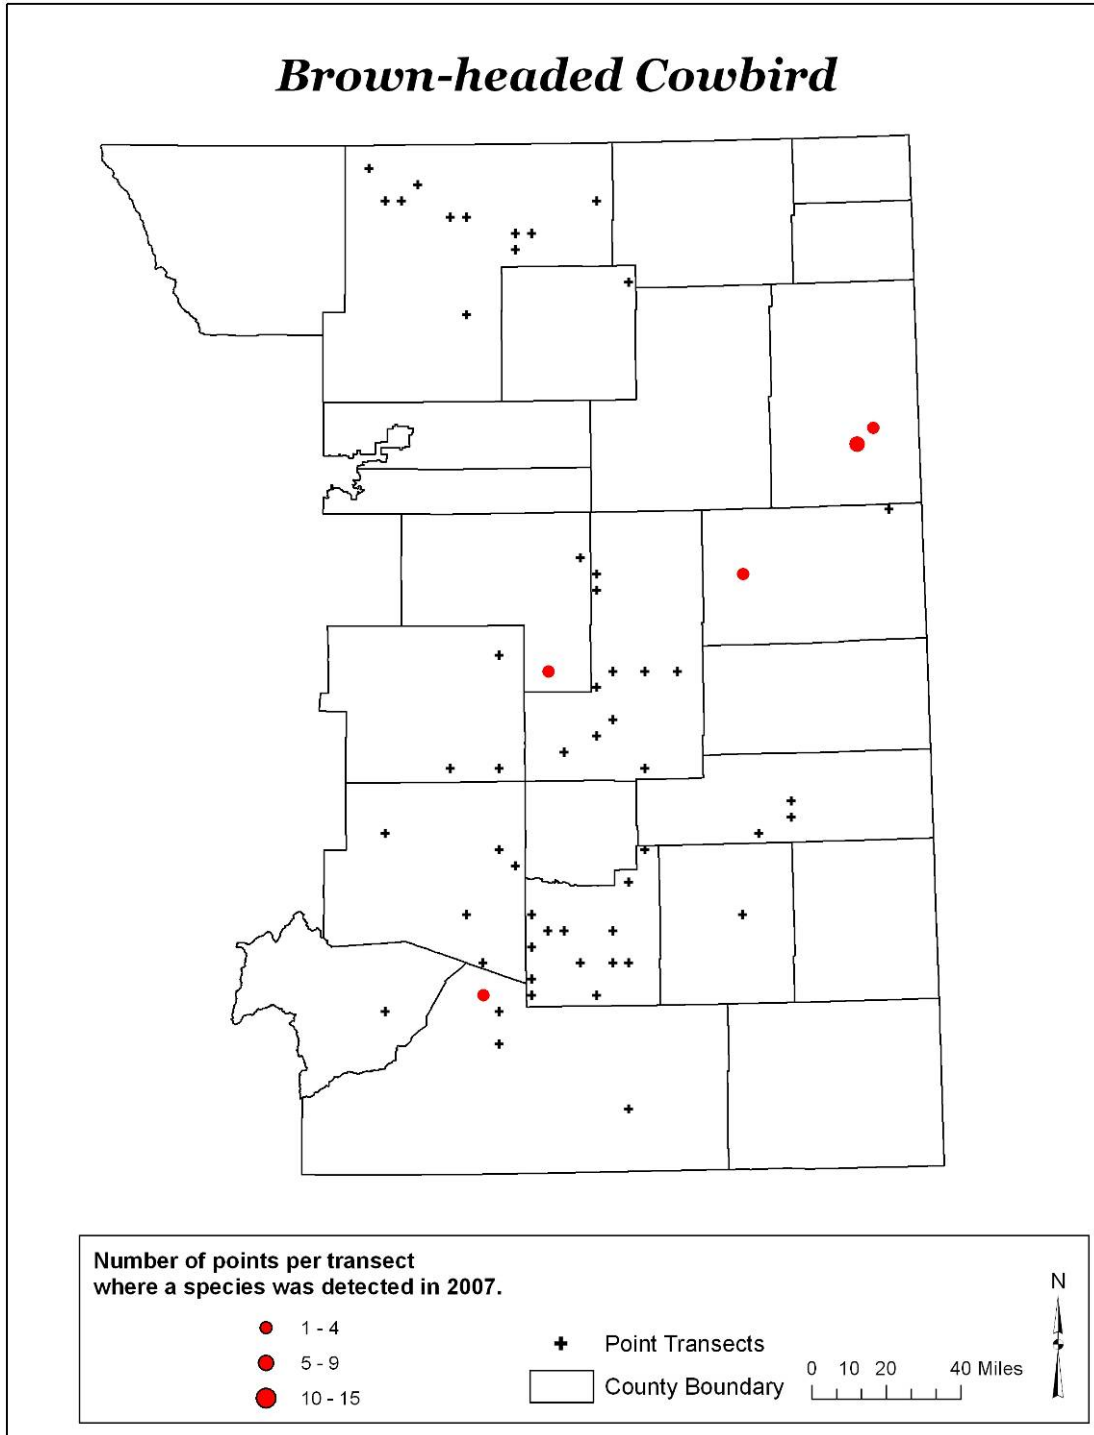 Brown-headed Cowbird
Number of points per transect
where a species was detected in 2007.
1 - 4
5 - 9
10 - 15
Point Transects
County Boundary
N
0 10 20 40 Miles